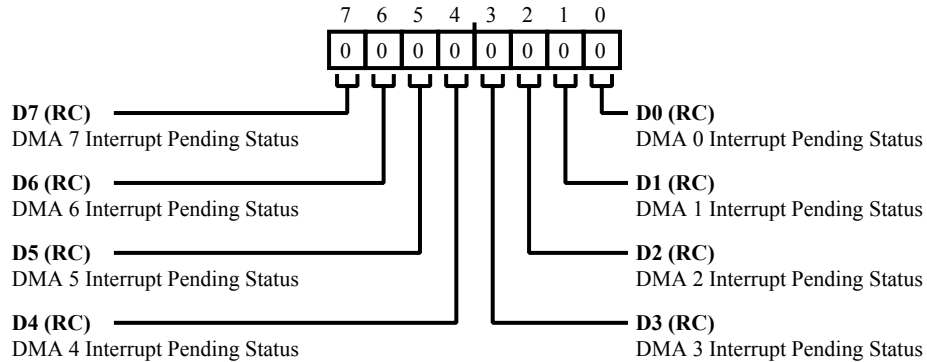 7 6 5 4 3 2 1 0
0 0 0 0 0 0 0 0
D7 (RC)
DMA 7 Interrupt Pending Status
D6 (RC)
DMA 6 Interrupt Pending Status
D5 (RC)
DMA 5 Interrupt Pending Status
D4 (RC)
DMA 4 Interrupt Pending Status
D0 (RC)
DMA 0 Interrupt Pending Status
D1 (RC)
DMA 1 Interrupt Pending Status
D2 (RC)
DMA 2 Interrupt Pending Status
D3 (RC)
DMA 3 Interrupt Pending Status